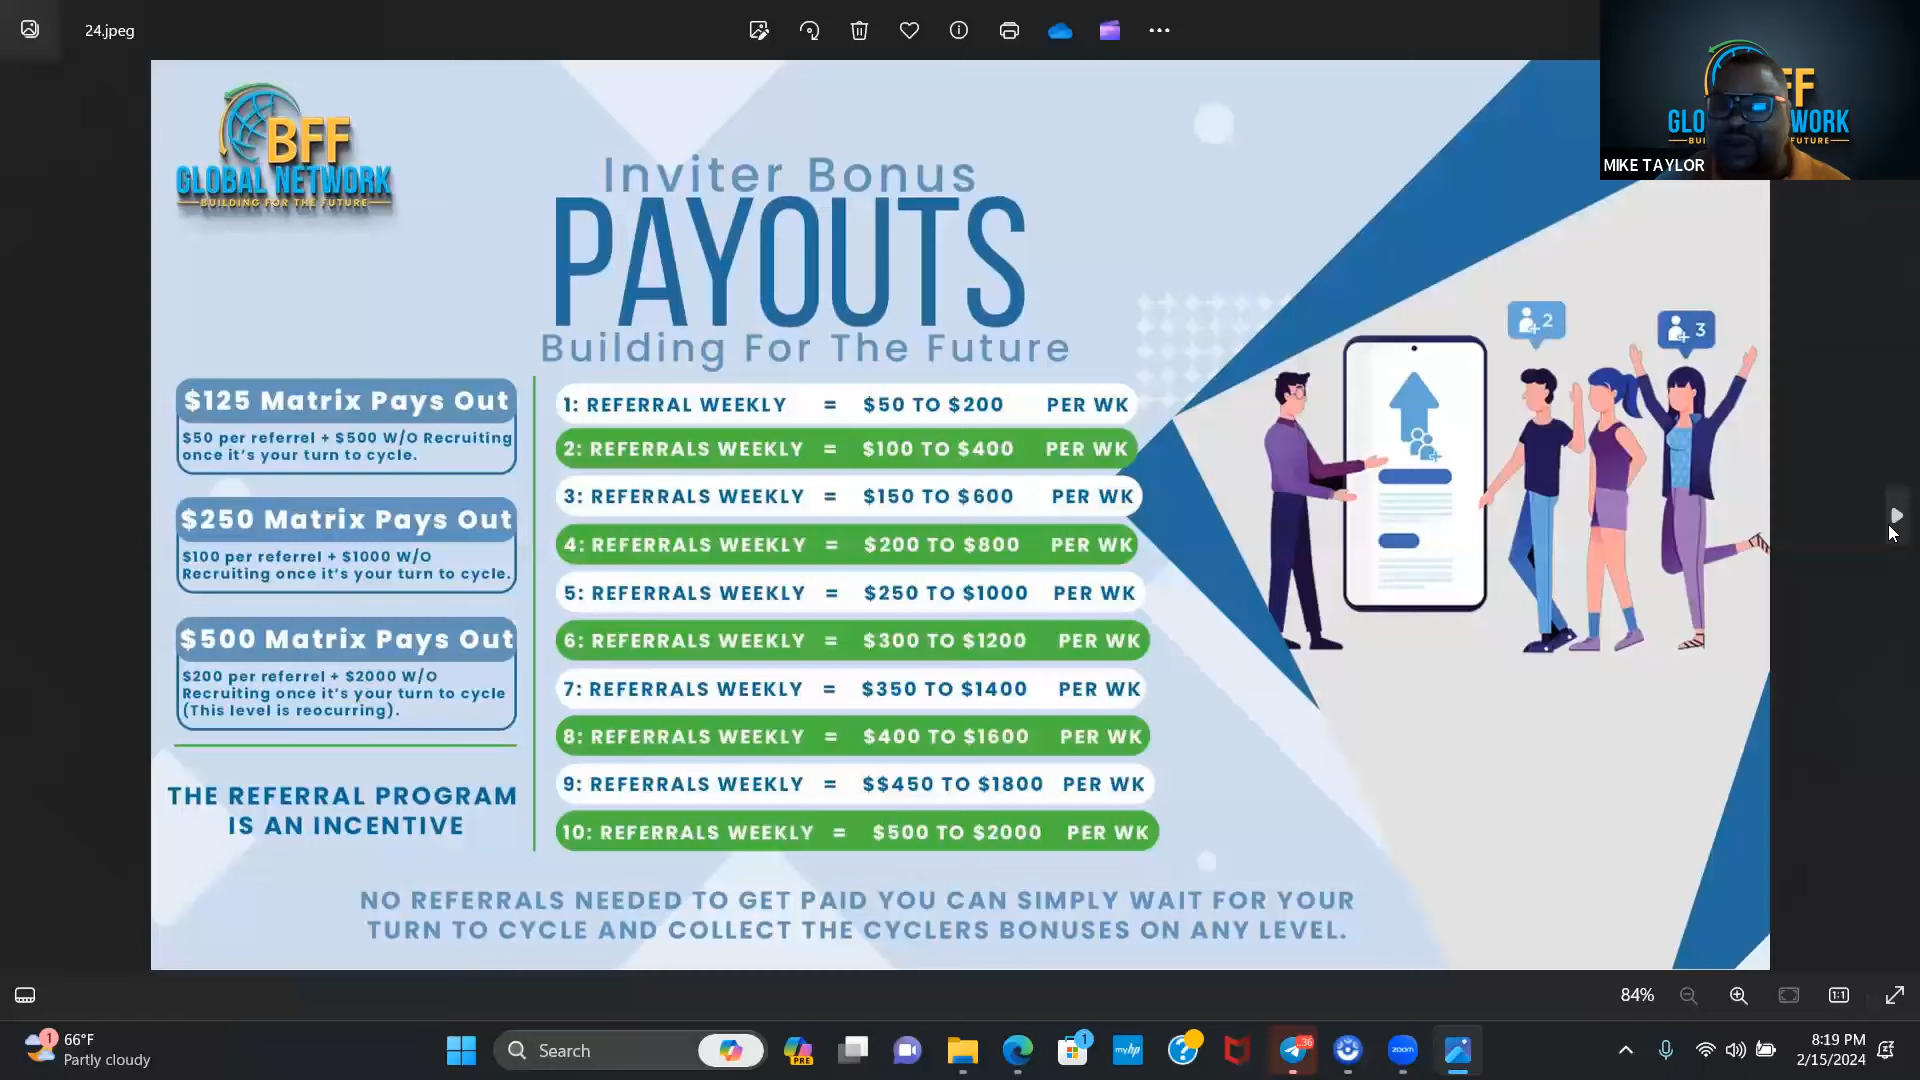 24.jpeg
BFF
GLOBAL NETWORK
BUILDING FOR THE FUTURE
MIKE TAYLOR
Inviter Bonus
PAYOUTS
Building For The Future
$125 Matrix Pays Out
$50 per referrel + $500 W/O Recruiting
once it's your turn to cycle.
$250 Matrix Pays Out
$100 per referrel + $1000 W/O
Recruiting once it's your turn to cycle.
$500 Matrix Pays Out
$200 per referrel + $2000 W/O
Recruiting once it's your turn to cycle
(This level is reocurring).
THE REFERRAL PROGRAM
IS AN INCENTIVE
1: REFERRAL WEEKLY = $50 TO $200 PER WK
2: REFERRALS WEEKLY = $100 TO $400 PER WK
3: REFERRALS WEEKLY = $150 TO $600 PER WK
4: REFERRALS WEEKLY = $200 TO $800 PER WK
5: REFERRALS WEEKLY = $250 TO $1000 PER WK
6: REFERRALS WEEKLY = $300 TO $1200 PER WK
7: REFERRALS WEEKLY = $350 TO $1400 PER WK
8: REFERRALS WEEKLY = $400 TO $1600 PER WK
9: REFERRALS WEEKLY = $$450 TO $1800 PER WK
10: REFERRALS WEEKLY = $500 TO $2000 PER WK
2
3
NO REFERRALS NEEDED TO GET PAID YOU CAN SIMPLY WAIT FOR YOUR
TURN TO CYCLE AND COLLECT THE CYCLERS BONUSES ON ANY LEVEL.
84%
1:1
1
66°F
Partly cloudy
Search
PRE
1
myhp
36
zoom
8:19 PM
2/15/2024